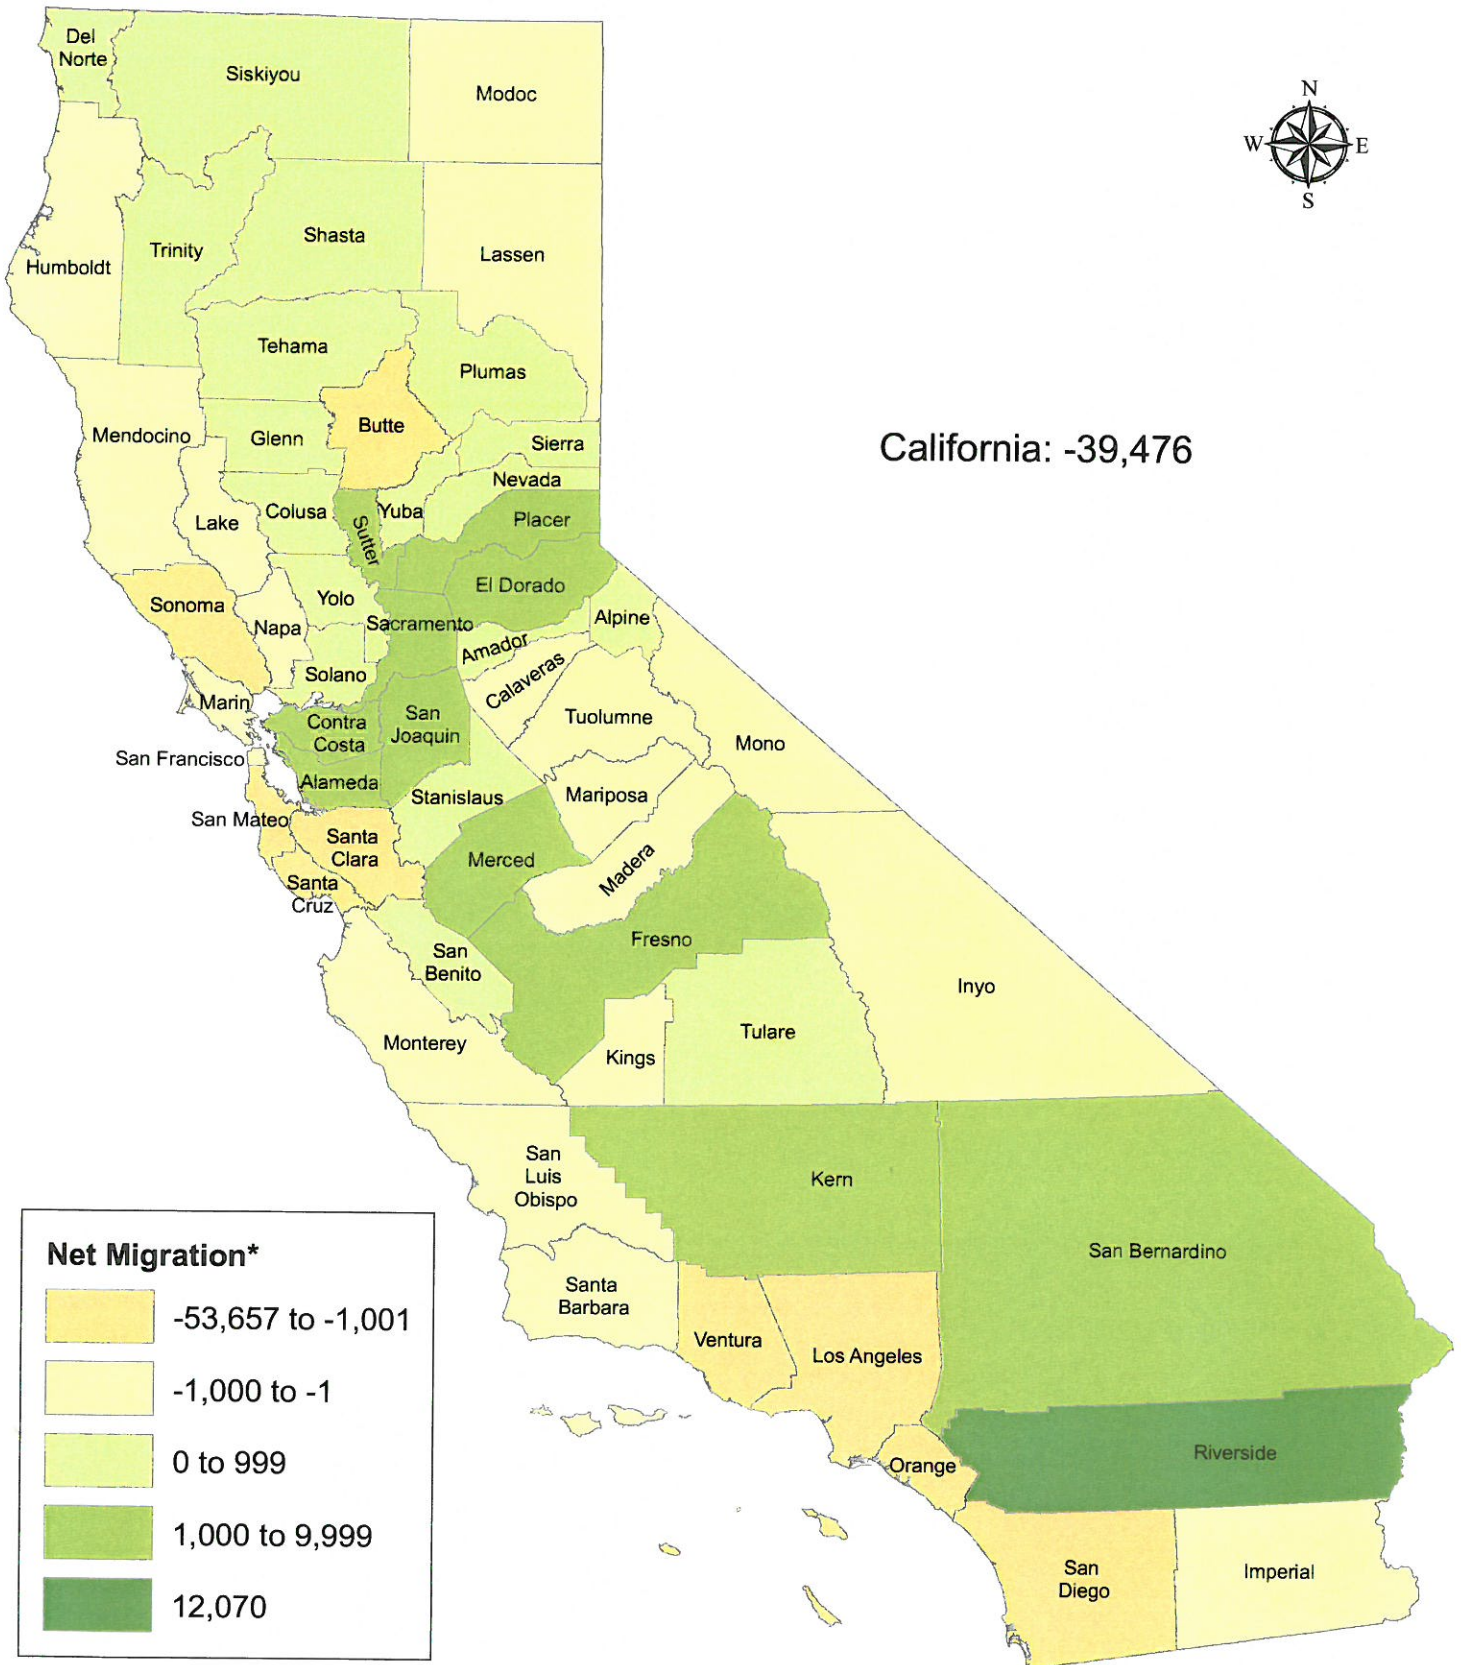 Del
Norte
Siskiyou
Modoc
N
W
E
S
Humboldt
Trinity
Shasta
Lassen
Tehama
Plumas
Butte
Mendocino
Glenn
Sierra
California: -39,476
Nevada
Colusa
Yuba
Placer
Lake
Sutter
El Dorado
Sonoma
Yolo
Napa
Sacramento
Alpine
Amador
Solano
Calaveras
Marin
San
Joaquin
Contra
Costa
Tuolumne
Mono
San Francisco
Alameda
Stanislaus
Mariposa
San Mateo
Santa
Clara
Merced
Madera
Santa
Cruz
Fresno
San
Benito
Inyo
Tulare
Monterey
Kings
San
Luis
Obispo
Kern
San Bernardino
Santa
Barbara
Ventura
Los Angeles
Riverside
Orange
San
Diego
Imperial
Net Migration*
-53,657 to -1,001
-1,000 to -1
0 to 999
1,000 to 9,999
12,070